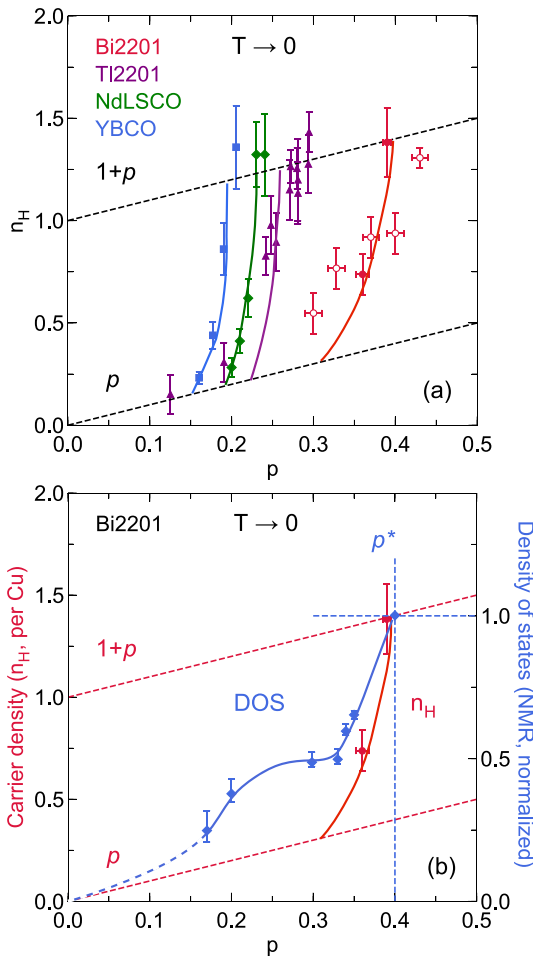 2.0
1.5
1.0
0.5
0.0
n_H
Bi2201
Tl2201
NdLSCO
YBCO
T → 0
1+p
p
(a)
0.0 0.1 0.2 0.3 0.4 0.5
p
2.0
1.5
1.0
0.5
0.0
Carrier density (n_H, per Cu)
Bi2201
T → 0
p*
1+p
DOS
n_H
p
(b)
1.0
0.5
0.0
Density of states (NMR, normalized)
0.0 0.1 0.2 0.3 0.4 0.5
p